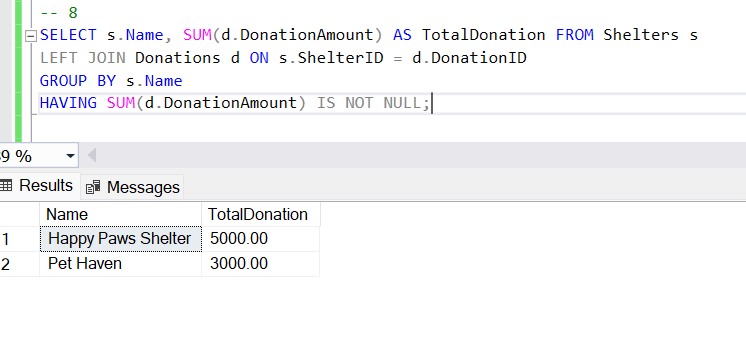 -- 8
SELECT s.Name, SUM(d.DonationAmount) AS TotalDonation FROM Shelters s
LEFT JOIN Donations d ON s.ShelterID = d.DonationID
GROUP BY s.Name
HAVING SUM(d.DonationAmount) IS NOT NULL;
9 %
Results Messages
Name TotalDonation
1 Happy Paws Shelter 5000.00
2 Pet Haven 3000.00